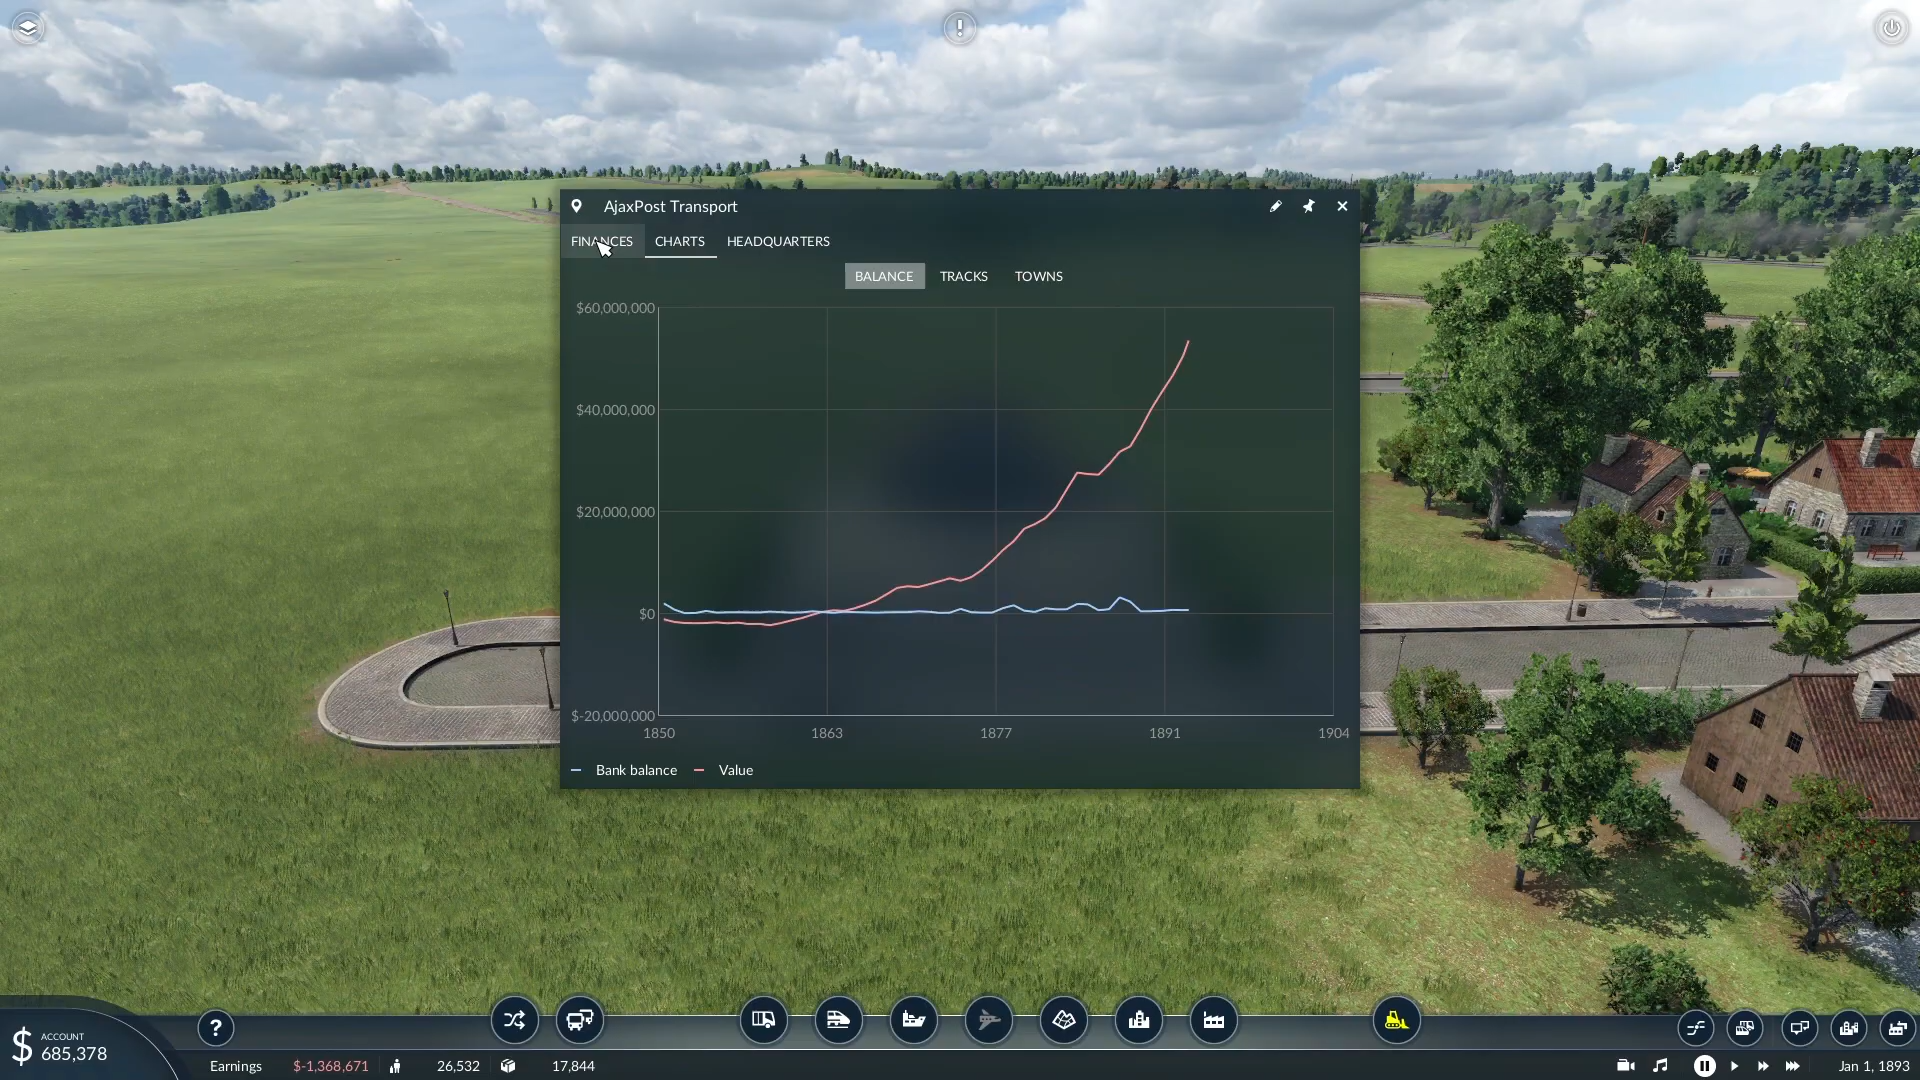 AjaxPost Transport
FINANCES CHARTS HEADQUARTERS
BALANCE TRACKS TOWNS
$60,000,000
$40,000,000
$20,000,000
$0
$-20,000,000
1850 1863 1877 1891 1904
Bank balance Value
$ ACCOUNT
685,378
?
Earnings $-1,368,671 26,532 17,844 Jan 1, 1893